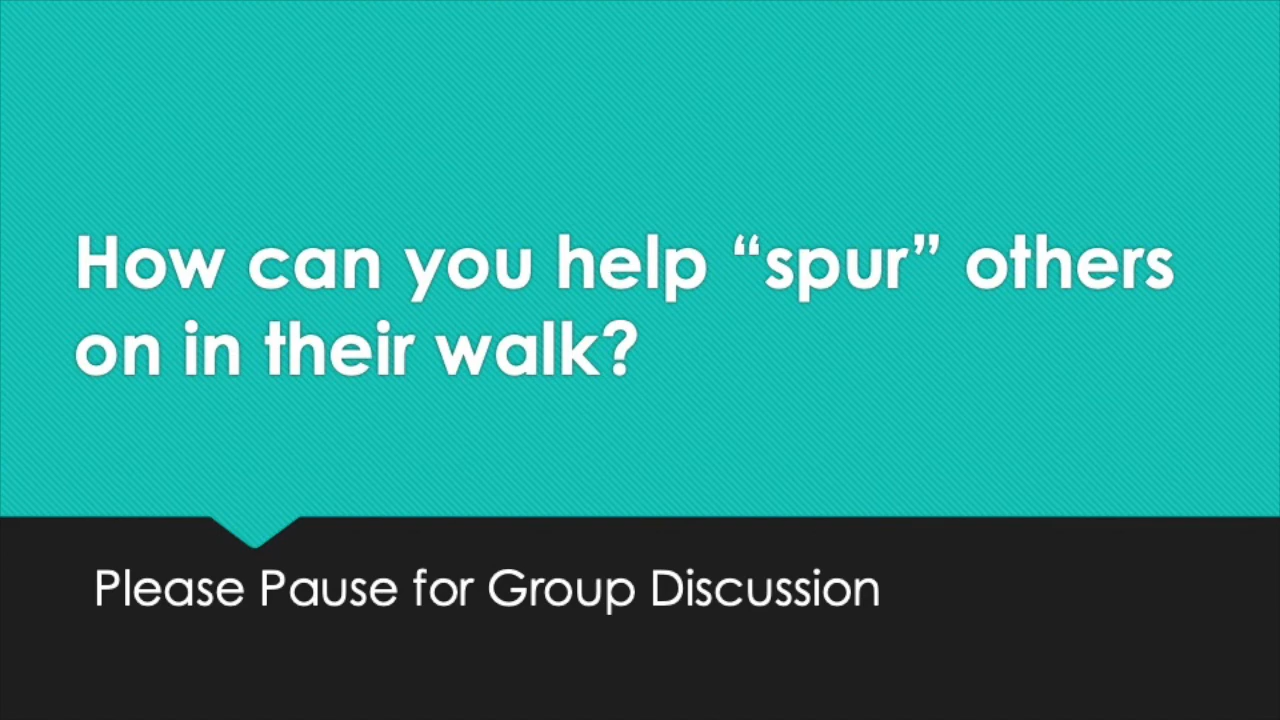 How can you help “spur” others
on in their walk?
Please Pause for Group Discussion